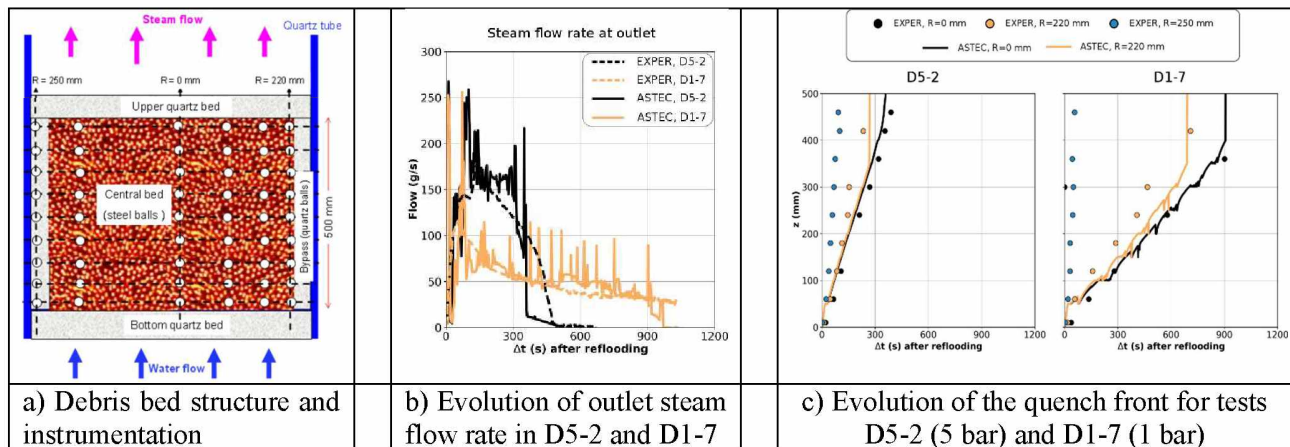 Steam flow
Quartz tube
R = 250 mm
R = 0 mm
R = 220 mm
Upper quartz bed
Central bed
(steel balls )
Bypass (quartz balls)
500 mm
Bottom quartz bed
Water flow
a) Debris bed structure and
instrumentation
Steam flow rate at outlet
300
250
200
150
100
50
0
Flow (g/s)
EXPER, D5-2
EXPER, D1-7
ASTEC, D5-2
ASTEC, D1-7
0 300 600 900 1200
Δt (s) after reflooding
b) Evolution of outlet steam
flow rate in D5-2 and D1-7
EXPER, R=0 mm EXPER, R=220 mm EXPER, R=250 mm
ASTEC, R=0 mm ASTEC, R=220 mm
D5-2 D1-7
500
400
300
200
100
0
z (mm)
0 300 600 900 1200
Δt (s) after reflooding
0 300 600 900 1200
Δt (s) after reflooding
c) Evolution of the quench front for tests
D5-2 (5 bar) and D1-7 (1 bar)